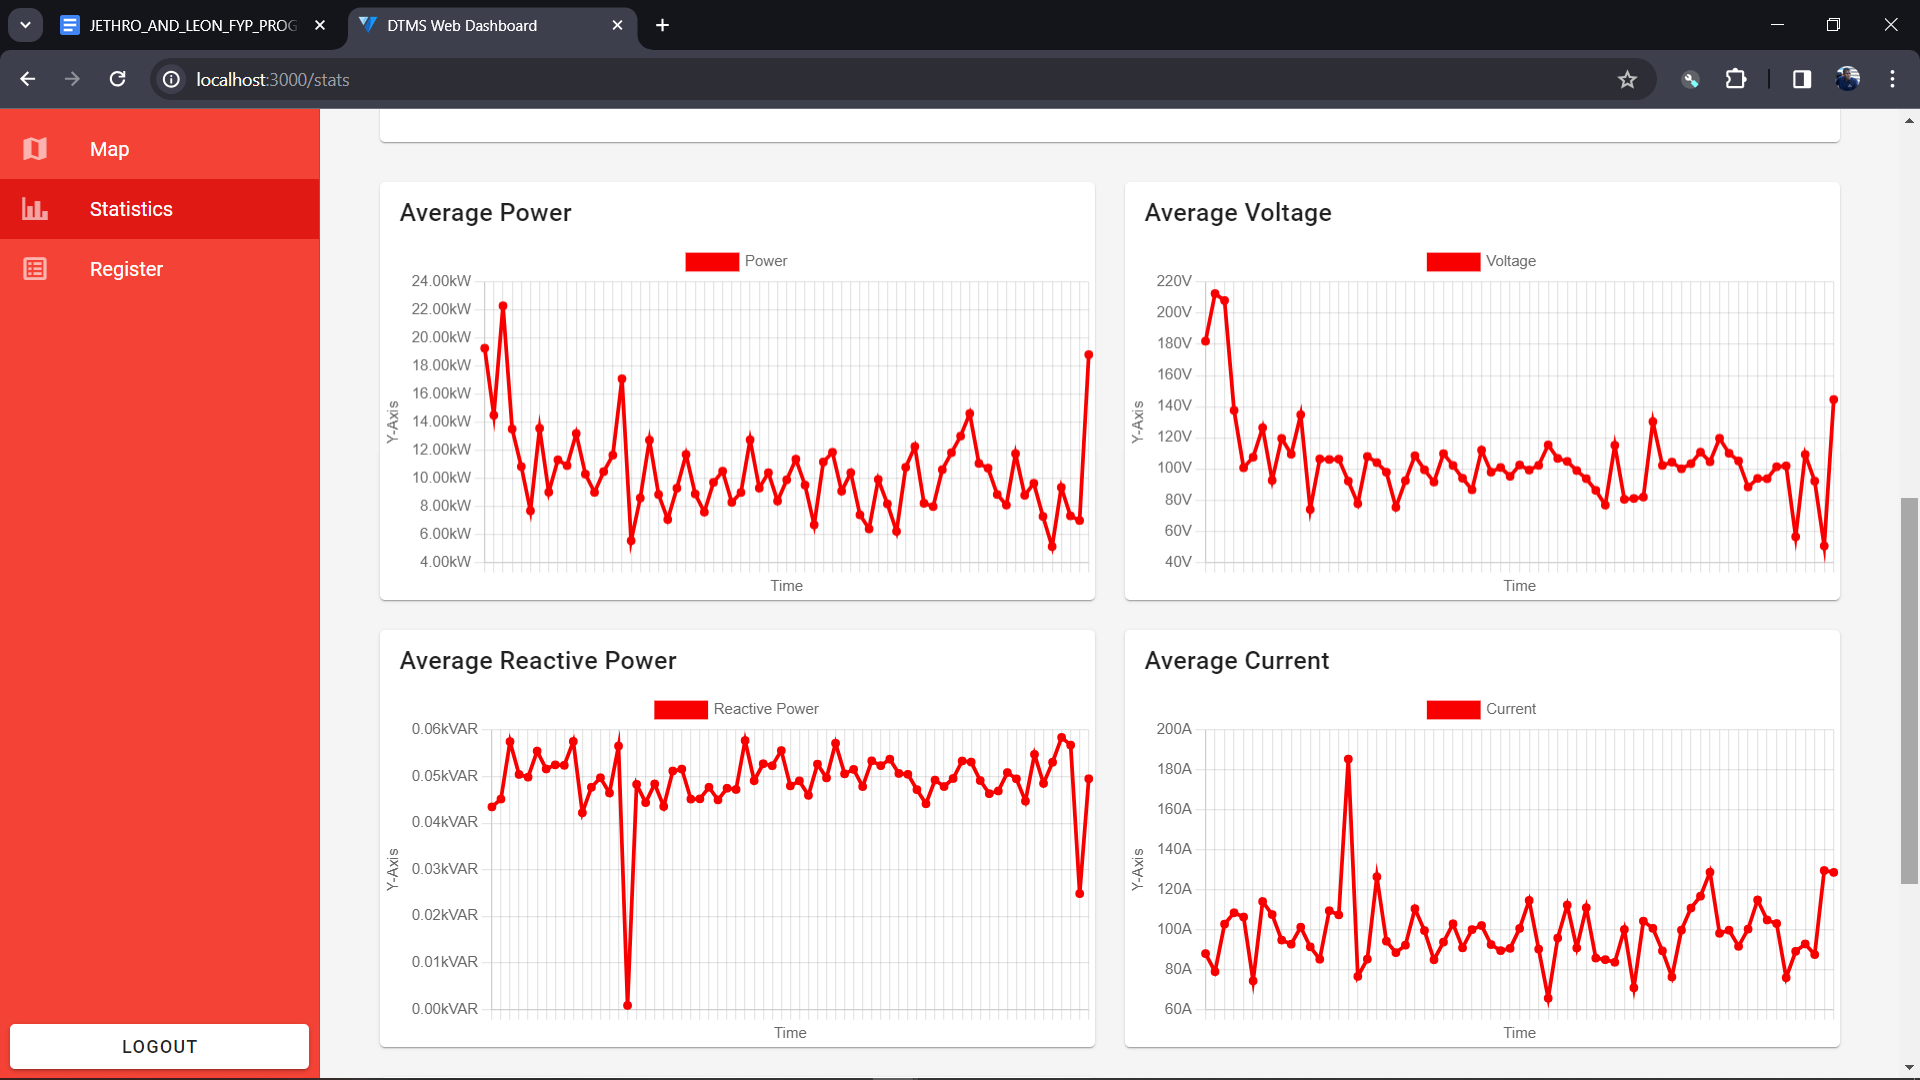 JETHRO_AND_LEON_FYP_PROG
DTMS Web Dashboard
localhost:3000/stats
Map
Statistics
Register
LOGOUT
Average Power
Power
24.00kW
22.00kW
20.00kW
18.00kW
16.00kW
14.00kW
12.00kW
10.00kW
8.00kW
6.00kW
4.00kW
Y-Axis
Time
Average Voltage
Voltage
220V
200V
180V
160V
140V
120V
100V
80V
60V
40V
Y-Axis
Time
Average Reactive Power
Reactive Power
0.06kVAR
0.05kVAR
0.04kVAR
0.03kVAR
0.02kVAR
0.01kVAR
0.00kVAR
Y-Axis
Time
Average Current
Current
200A
180A
160A
140A
120A
100A
80A
60A
Y-Axis
Time